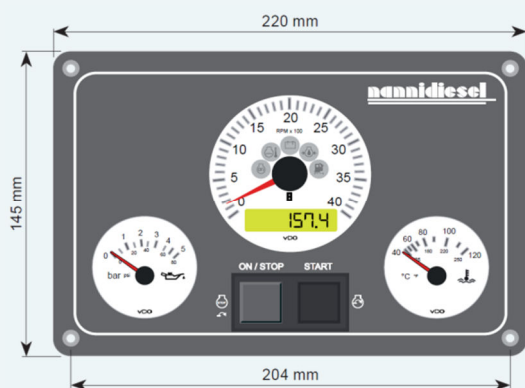 220 mm
nannidiesel
20
15 25
RPM x 100
10 30
5 35
0 40
157.4
VDO
145 mm
0 1 2 3 4 5
bar
VDO
ON / STOP START
40 60 80 100 120
°C
VDO
204 mm